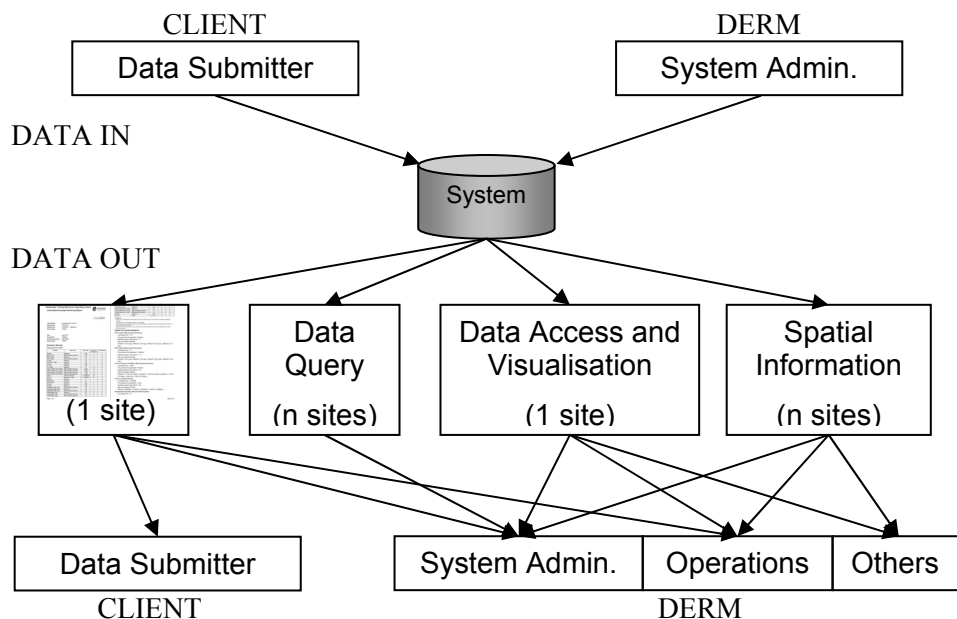 CLIENT
DERM
Data Submitter
System Admin.
DATA IN
System
DATA OUT
(1 site)
Data
Query
(n sites)
Data Access and
Visualisation
(1 site)
Spatial
Information
(n sites)
Data Submitter
System Admin.
Operations
Others
CLIENT
DERM